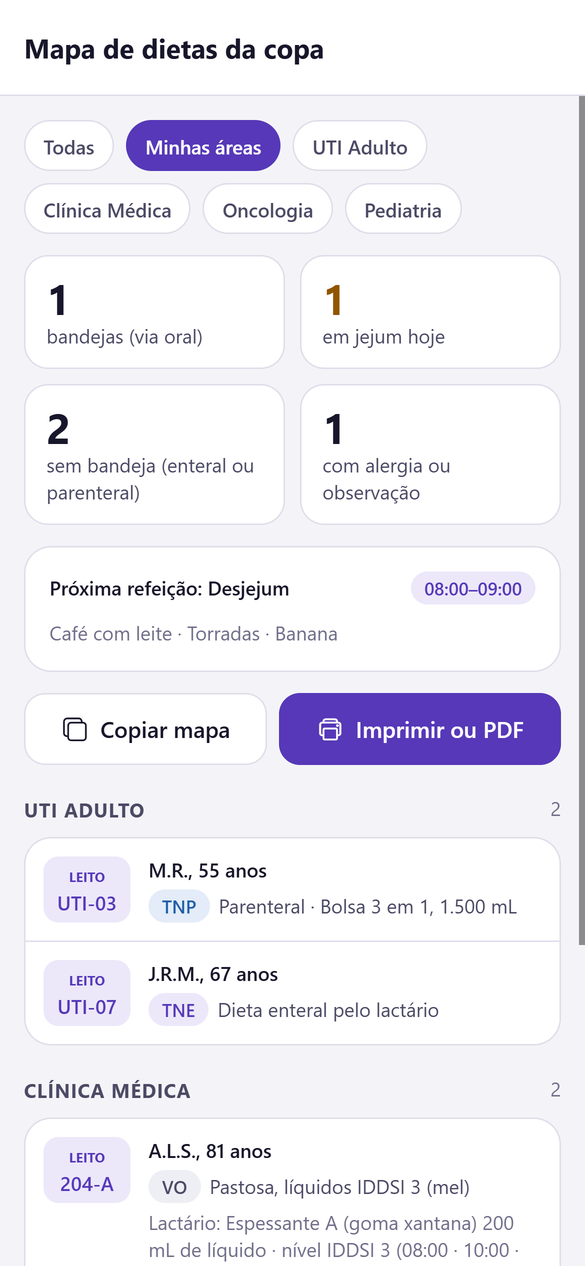 Mapa de dietas da copa
Todas
Minhas áreas
UTI Adulto
Clínica Médica
Oncologia
Pediatria
1
bandejas (via oral)
1
em jejum hoje
2
sem bandeja (enteral ou
parenteral)
1
com alergia ou
observação
Próxima refeição: Desjejum
08:00–09:00
Café com leite · Torradas · Banana
Copiar mapa
Imprimir ou PDF
UTI ADULTO
2
LEITO
UTI-03
M.R., 55 anos
TNP
Parenteral · Bolsa 3 em 1, 1.500 mL
LEITO
UTI-07
J.R.M., 67 anos
TNE
Dieta enteral pelo lactário
CLÍNICA MÉDICA
2
LEITO
204-A
A.L.S., 81 anos
VO
Pastosa, líquidos IDDSI 3 (mel)
Lactário: Espessante A (goma xantana) 200
mL de líquido · nível IDDSI 3 (08:00 · 10:00 ·